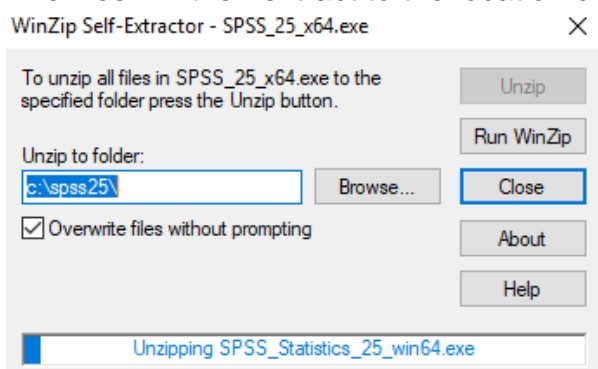 WinZip Self-Extractor - SPSS_25_x64.exe
To unzip all files in SPSS_25_x64.exe to the
specified folder press the Unzip button.
Unzip
Run WinZip
Unzip to folder:
c:\spss25\
Browse...
Close
Overwrite files without prompting
About
Help
Unzipping SPSS_Statistics_25_win64.exe